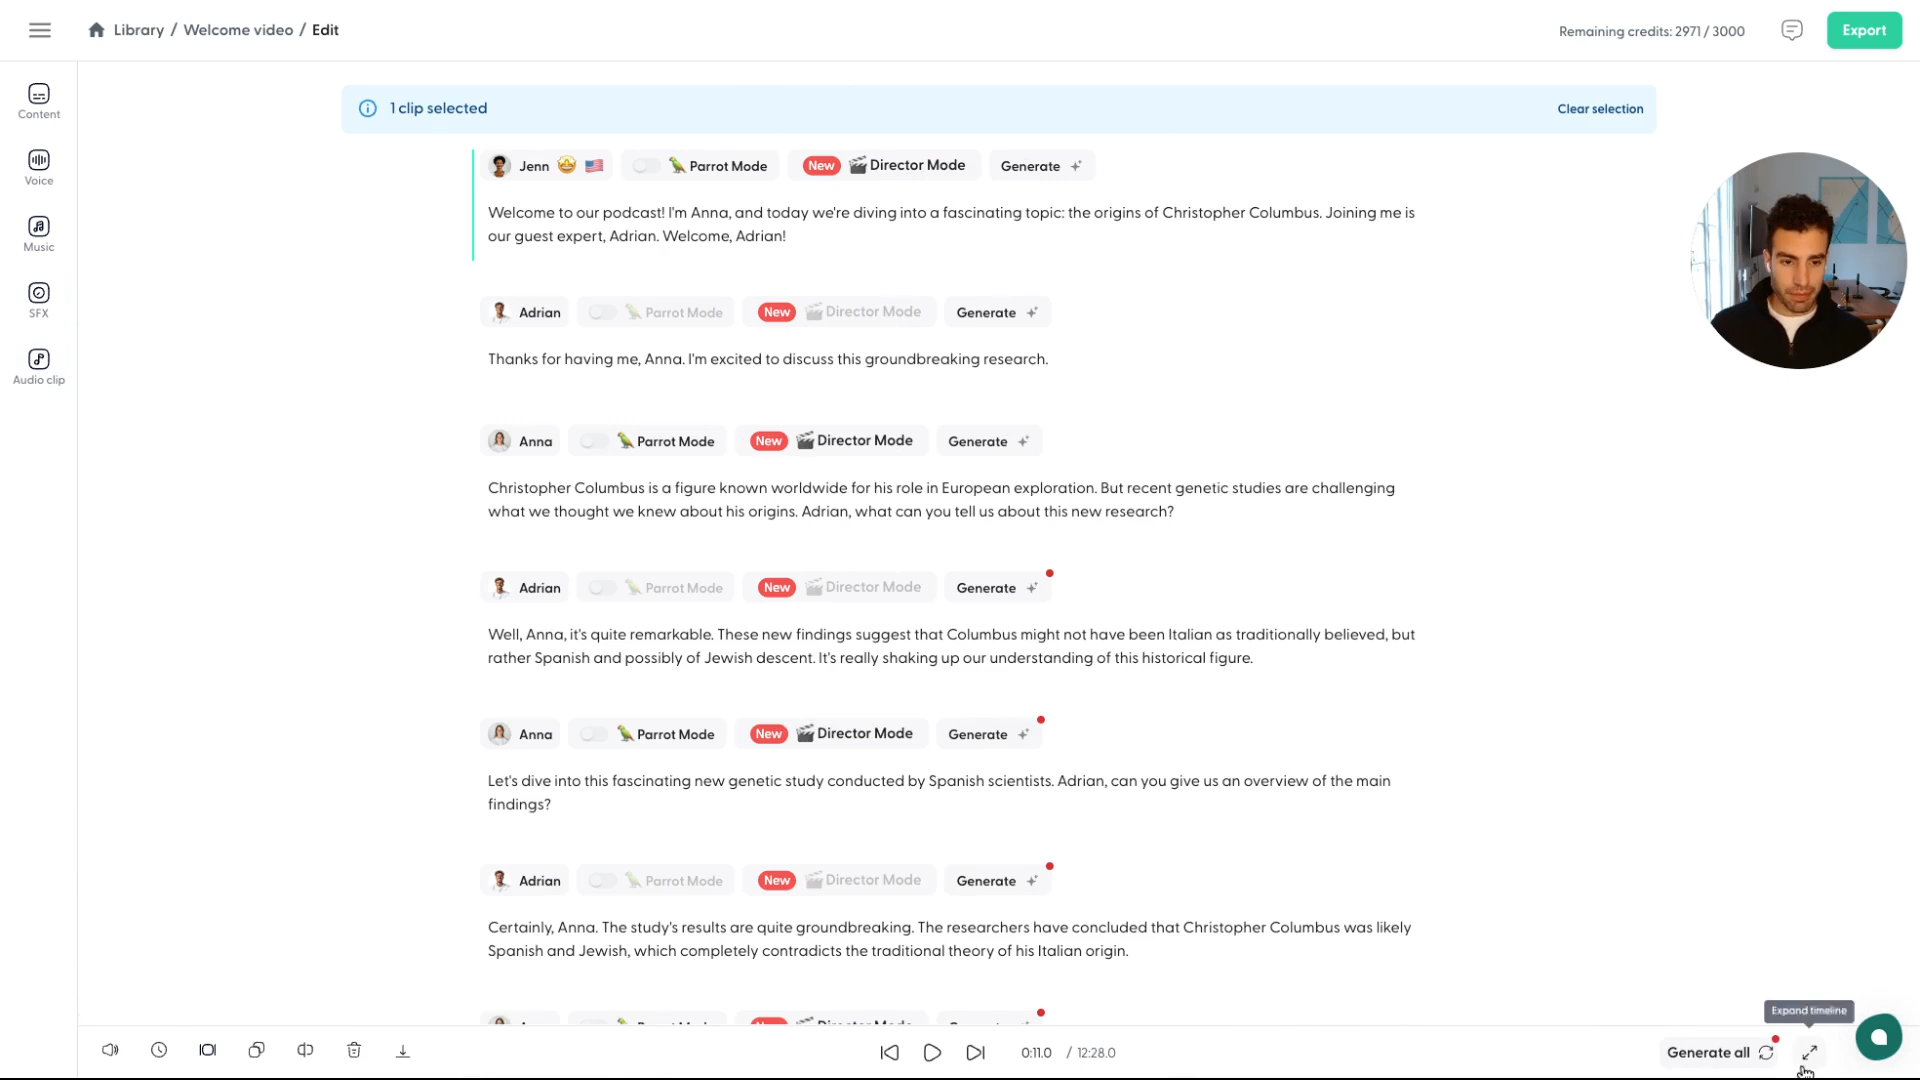 Library / Welcome video / Edit
Remaining credits: 2971 / 3000
Export
Content
Voice
Music
SFX
Audio clip
1 clip selected
Clear selection
Jenn Parrot Mode New Director Mode Generate
Welcome to our podcast! I'm Anna, and today we're diving into a fascinating topic: the origins of Christopher Columbus. Joining me is
our guest expert, Adrian. Welcome, Adrian!
Adrian Parrot Mode New Director Mode Generate
Thanks for having me, Anna. I'm excited to discuss this groundbreaking research.
Anna Parrot Mode New Director Mode Generate
Christopher Columbus is a figure known worldwide for his role in European exploration. But recent genetic studies are challenging
what we thought we knew about his origins. Adrian, what can you tell us about this new research?
Adrian Parrot Mode New Director Mode Generate
Well, Anna, it's quite remarkable. These new findings suggest that Columbus might not have been Italian as traditionally believed, but
rather Spanish and possibly of Jewish descent. It's really shaking up our understanding of this historical figure.
Anna Parrot Mode New Director Mode Generate
Let's dive into this fascinating new genetic study conducted by Spanish scientists. Adrian, can you give us an overview of the main
findings?
Adrian Parrot Mode New Director Mode Generate
Certainly, Anna. The study's results are quite groundbreaking. The researchers have concluded that Christopher Columbus was likely
Spanish and Jewish, which completely contradicts the traditional theory of his Italian origin.
Expand timeline
0:11.0 / 12:28.0
Generate all